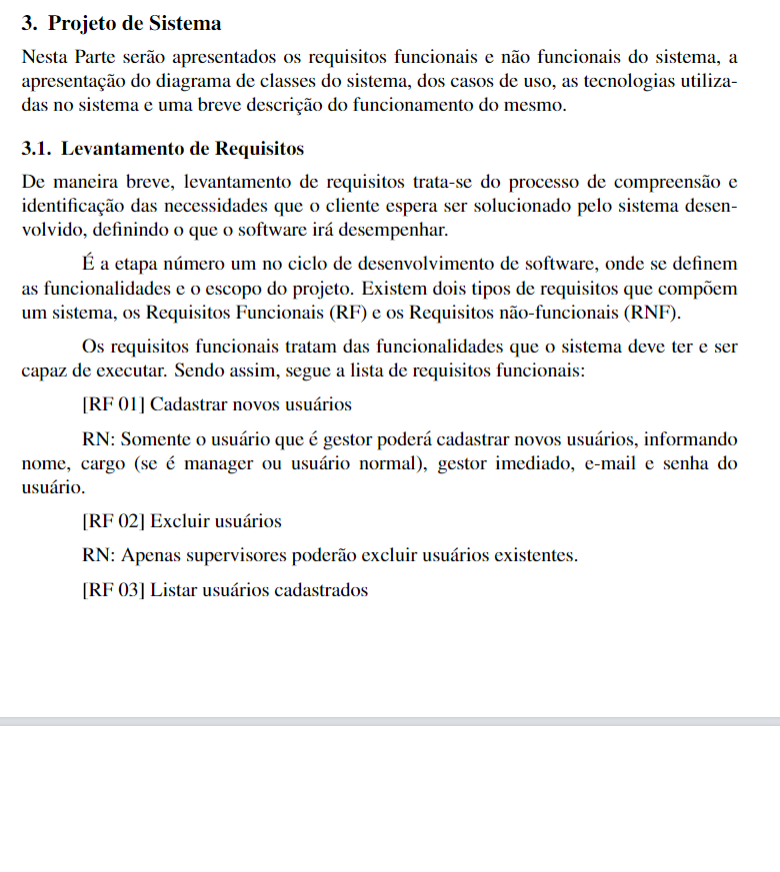 3. Projeto de Sistema
Nesta Parte serão apresentados os requisitos funcionais e não funcionais do sistema, a
apresentação do diagrama de classes do sistema, dos casos de uso, as tecnologias utiliza-
das no sistema e uma breve descrição do funcionamento do mesmo.
3.1. Levantamento de Requisitos
De maneira breve, levantamento de requisitos trata-se do processo de compreensão e
identificação das necessidades que o cliente espera ser solucionado pelo sistema desen-
volvido, definindo o que o software irá desempenhar.
É a etapa número um no ciclo de desenvolvimento de software, onde se definem
as funcionalidades e o escopo do projeto. Existem dois tipos de requisitos que compõem
um sistema, os Requisitos Funcionais (RF) e os Requisitos não-funcionais (RNF).
Os requisitos funcionais tratam das funcionalidades que o sistema deve ter e ser
capaz de executar. Sendo assim, segue a lista de requisitos funcionais:
[RF 01] Cadastrar novos usuários
RN: Somente o usuário que é gestor poderá cadastrar novos usuários, informando
nome, cargo (se é manager ou usuário normal), gestor imediado, e-mail e senha do
usuário.
[RF 02] Excluir usuários
RN: Apenas supervisores poderão excluir usuários existentes.
[RF 03] Listar usuários cadastrados